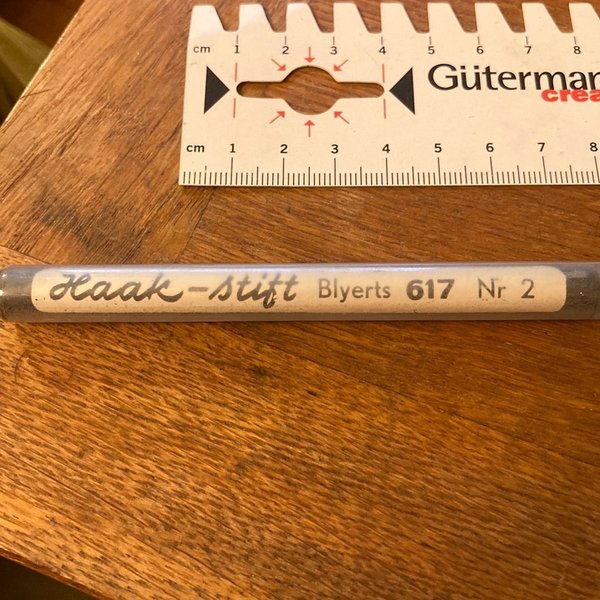 cm 1 2 3 4 5 6 7 8
Güterman
crea
cm 1 2 3 4 5 6 7 8
Haak-stift Blyerts 617 Nr 2